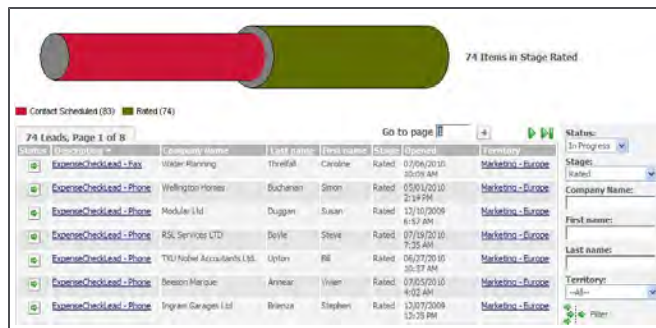 74 Items in Stage Rated
Contact Scheduled (83) Rated (74)
74 Leads, Page 1 of 8 Go to page
Status Description Company name Last name First name Stage Opened Territory
ExpenseCheckLead - Fax Water Planning Threlfall Caroline Rated 07/06/2010 10:09 AM Marketing - Europe
ExpenseCheckLead - Phone Wellington Homes Buchanan Simon Rated 05/01/2010 2:14 PM Marketing - Europe
ExpenseCheckLead - Phone Modular Ltd Duggan Susan Rated 12/10/2009 6:57 AM Marketing - Europe
ExpenseCheckLead - Phone RSL Services LTD Boyle Steve Rated 07/19/2010 7:35 AM Marketing - Europe
ExpenseCheckLead - Phone TXU Nobel Accountants Ltd. Upton Bill Rated 06/27/2010 10:37 AM Marketing - Europe
ExpenseCheckLead - Phone Beeson Marque Annear Vivien Rated 07/05/2010 4:02 AM Marketing - Europe
ExpenseCheckLead - Phone Ingram Garages Ltd Brienza Stephen Rated 12/07/2009 12:35 PM Marketing - Europe
Status:
In Progress
Stage:
Rated
Company Name:
First name:
Last name:
Territory:
--All--
Filter